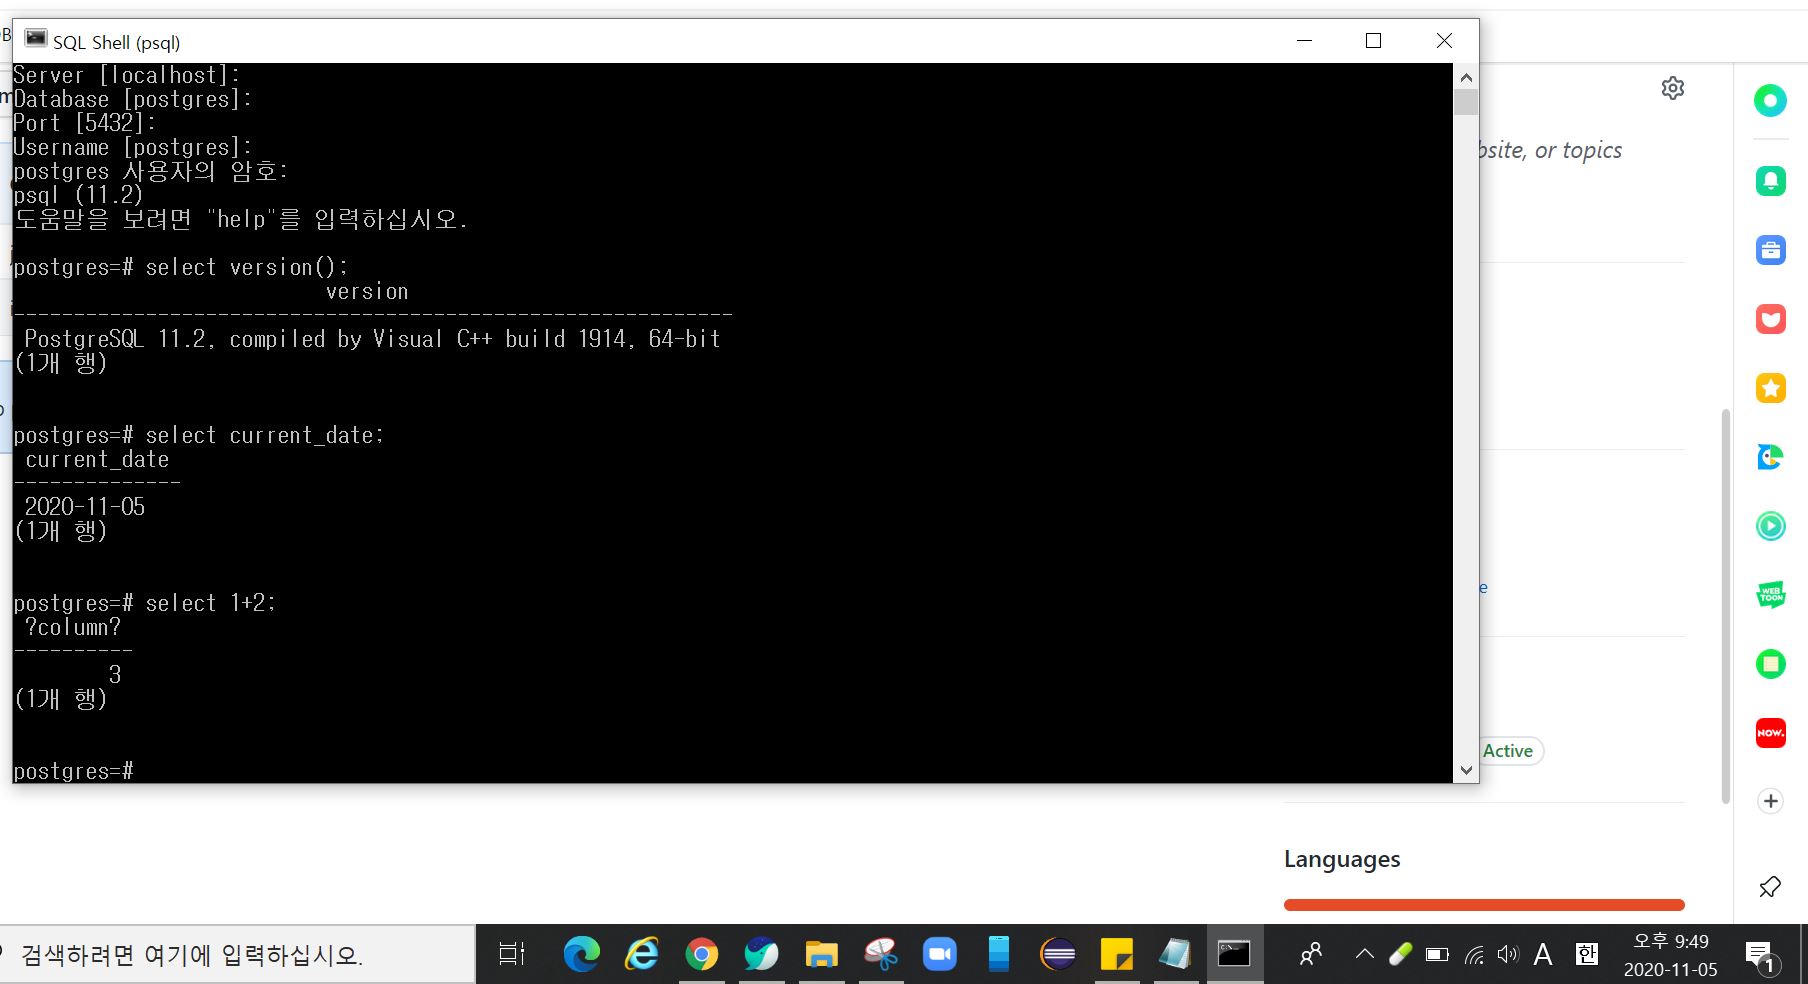 SQL Shell (psql)
Server [localhost]:
Database [postgres]:
Port [5432]:
Username [postgres]:
postgres 사용자의 암호:
psql (11.2)
도움말을 보려면 "help"를 입력하십시오.
postgres=# select version();
version
------------------------------------------------------------
PostgreSQL 11.2, compiled by Visual C++ build 1914, 64-bit
(1개 행)
postgres=# select current_date;
current_date
--------------
2020-11-05
(1개 행)
postgres=# select 1+2;
?column?
----------
3
(1개 행)
postgres=#
site, or topics
e
Active
Languages
WEB
TOON
NOW.
검색하려면 여기에 입력하십시오.
A
한
오후 9:49
2020-11-05
1